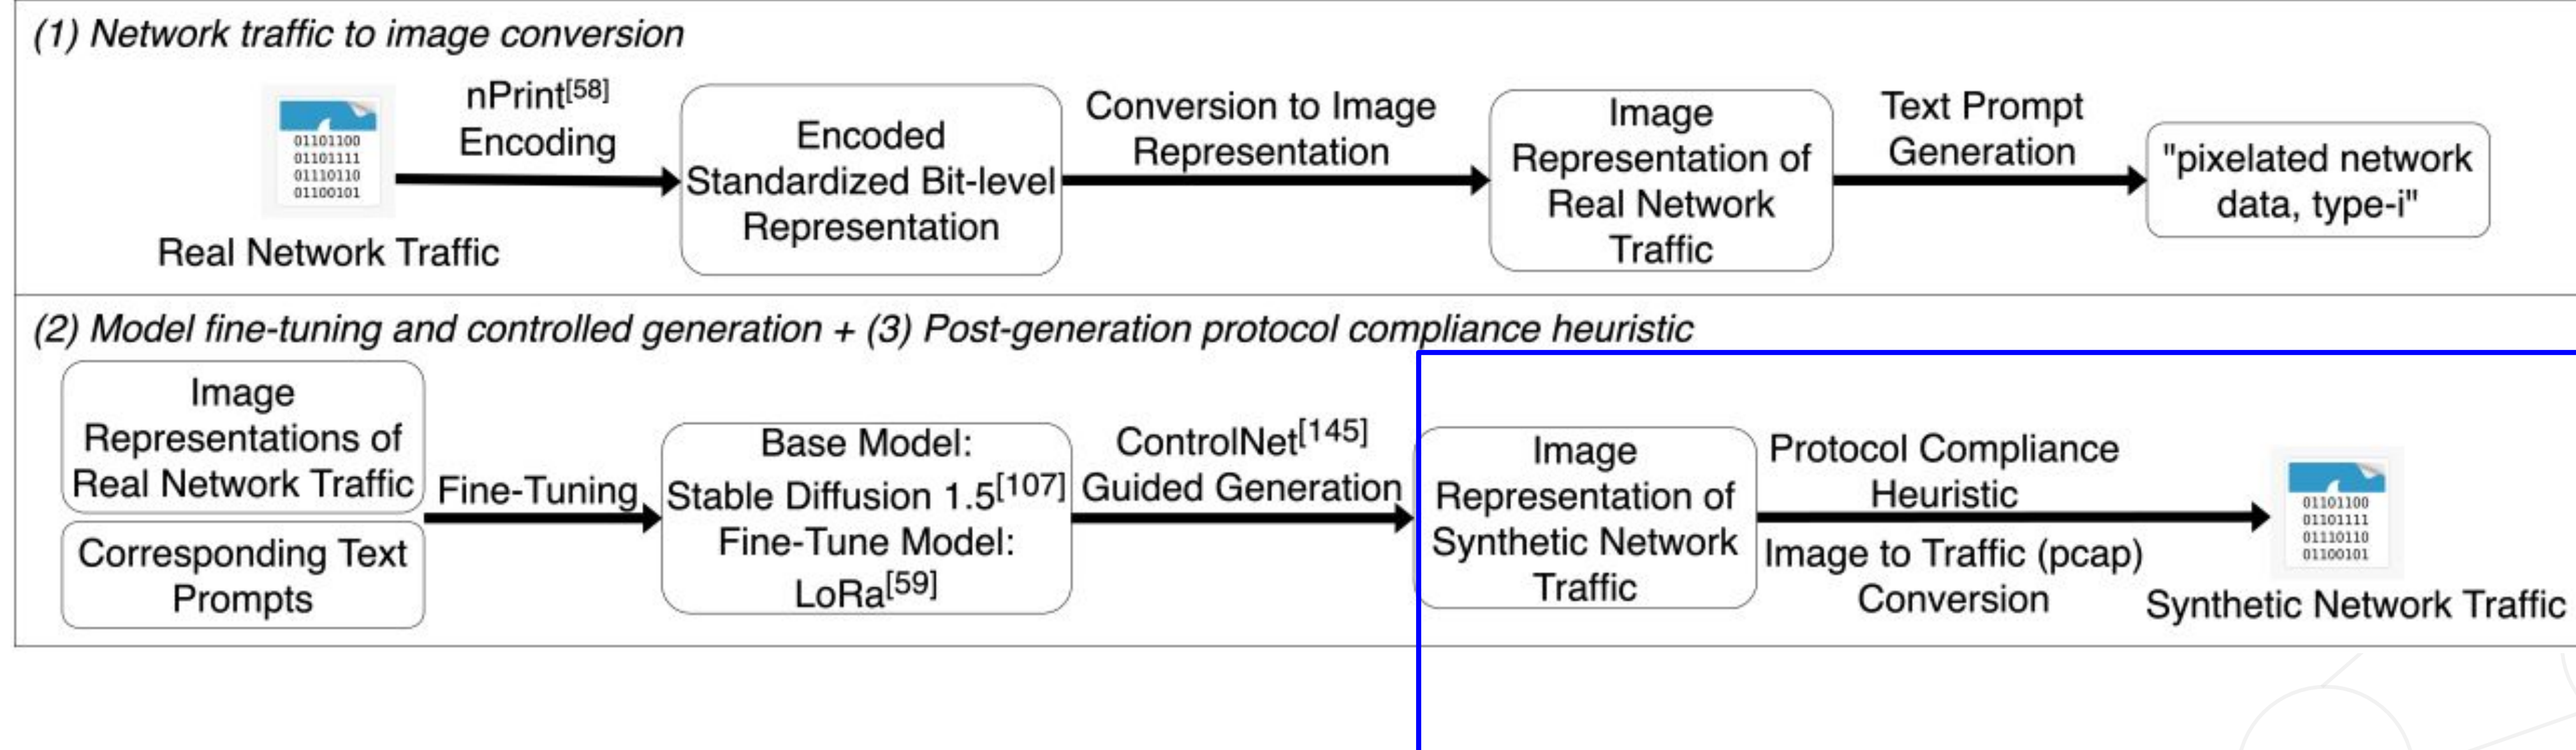 (1) Network traffic to image conversion
01101100
01101111
01110110
01100101
Real Network Traffic
nPrint[58]
Encoding
Encoded
Standardized Bit-level
Representation
Conversion to Image
Representation
Image
Representation of
Real Network
Traffic
Text Prompt
Generation
"pixelated network
data, type-i"
(2) Model fine-tuning and controlled generation + (3) Post-generation protocol compliance heuristic
Image
Representations of
Real Network Traffic
Corresponding Text
Prompts
Fine-Tuning
Base Model:
Stable Diffusion 1.5[107]
Fine-Tune Model:
LoRa[59]
ControlNet[145]
Guided Generation
Image
Representation of
Synthetic Network
Traffic
Protocol Compliance
Heuristic
Image to Traffic (pcap)
Conversion
01101100
01101111
01110110
01100101
Synthetic Network Traffic